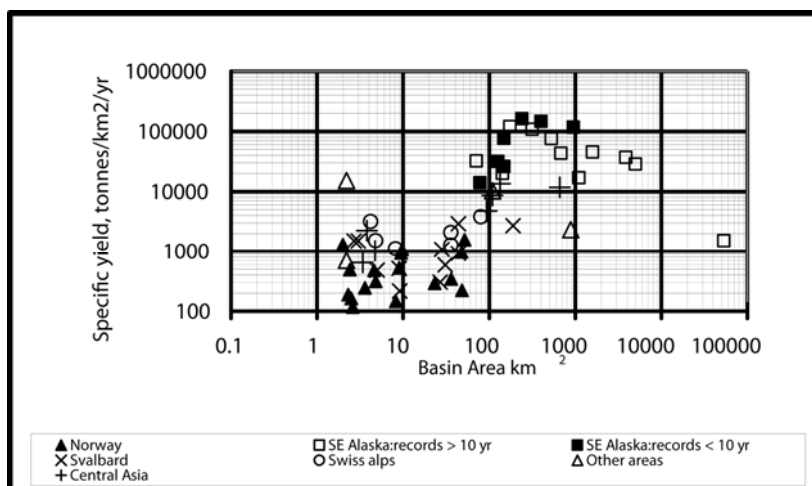 1000000
100000
10000
1000
100
Specific yield, tonnes/km2/yr
0.1 1 10 100 1000 10000 100000
Basin Area km 2
Norway SE Alaska:records > 10 yr SE Alaska:records < 10 yr
Svalbard Swiss alps Other areas
Central Asia